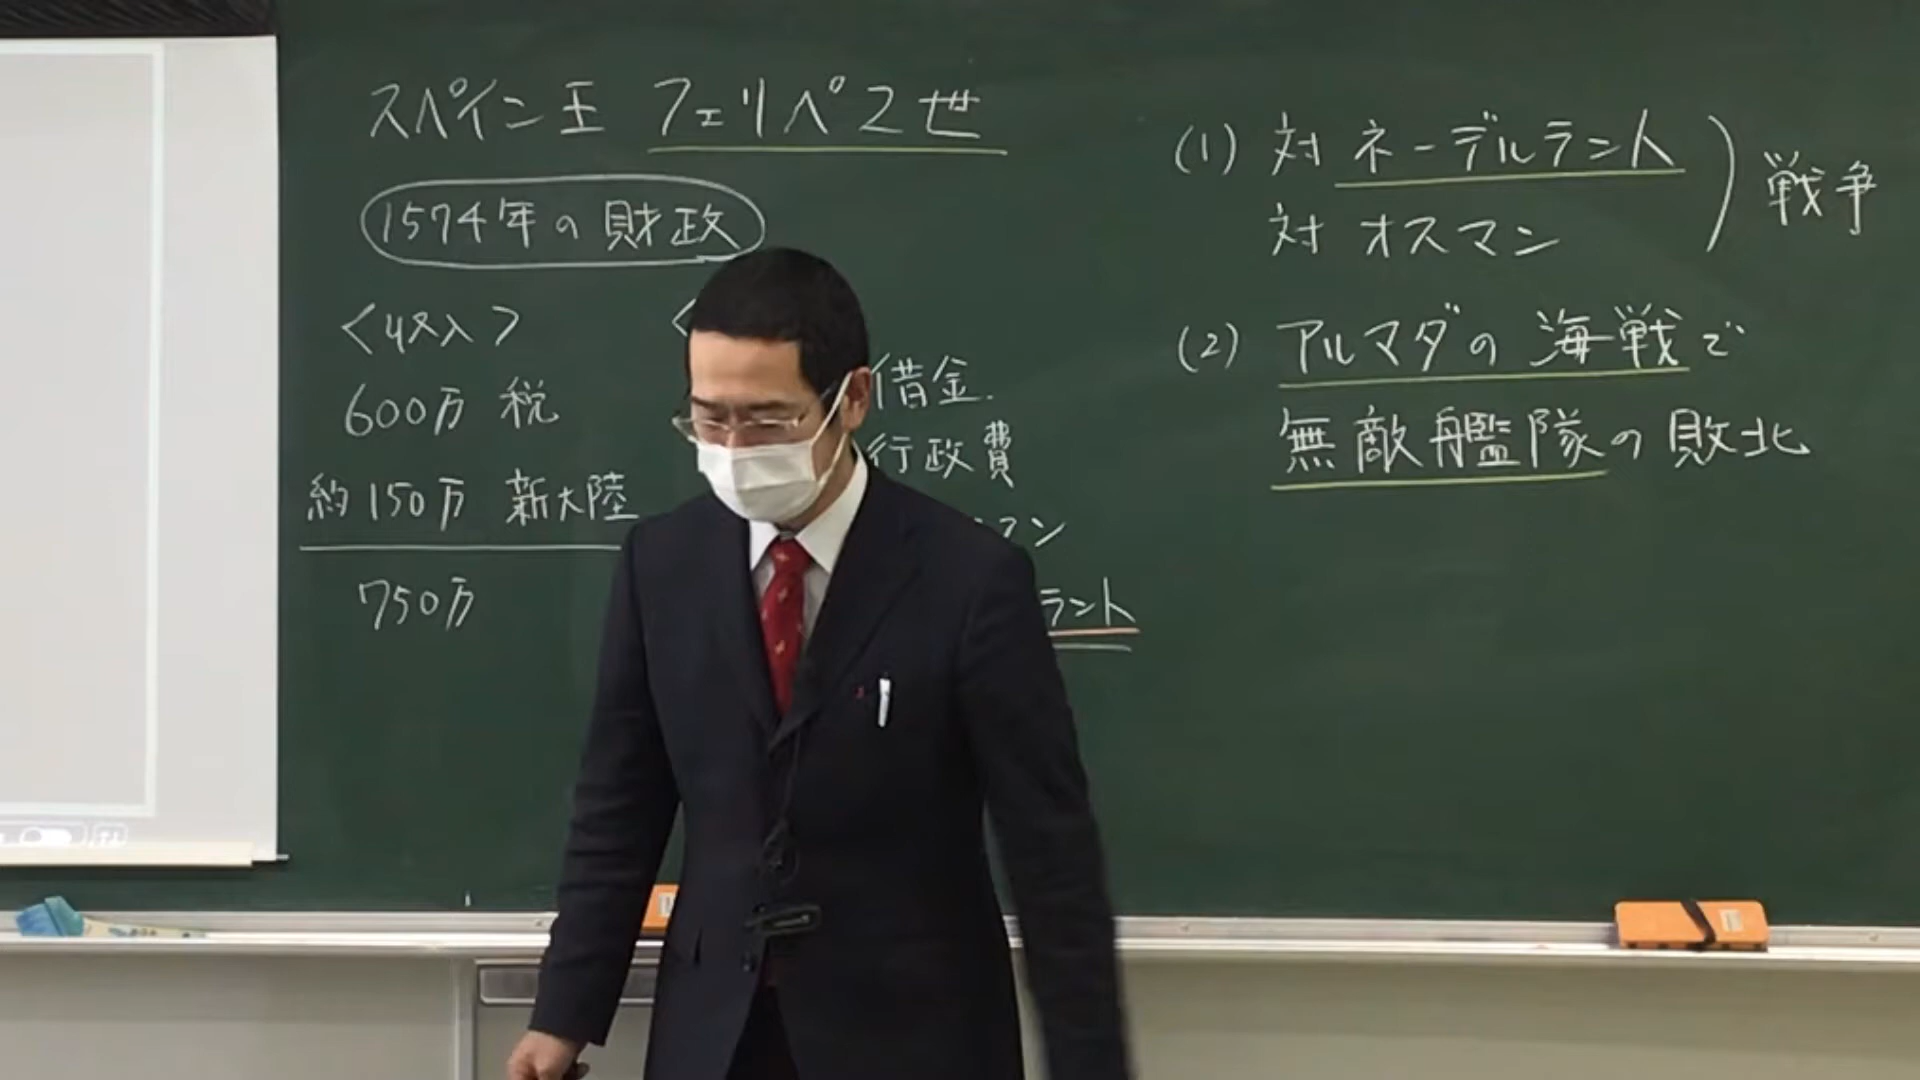 スペイン王 フェリペ2世
1574年の財政
<収入> <
600万 税
約150万 新大陸
750万
借金.
行政費
マン
ラント
(1) 対 ネーデルラント
対 オスマン
) 戦争
(2) アルマダの海戦で
無敵艦隊の敗北